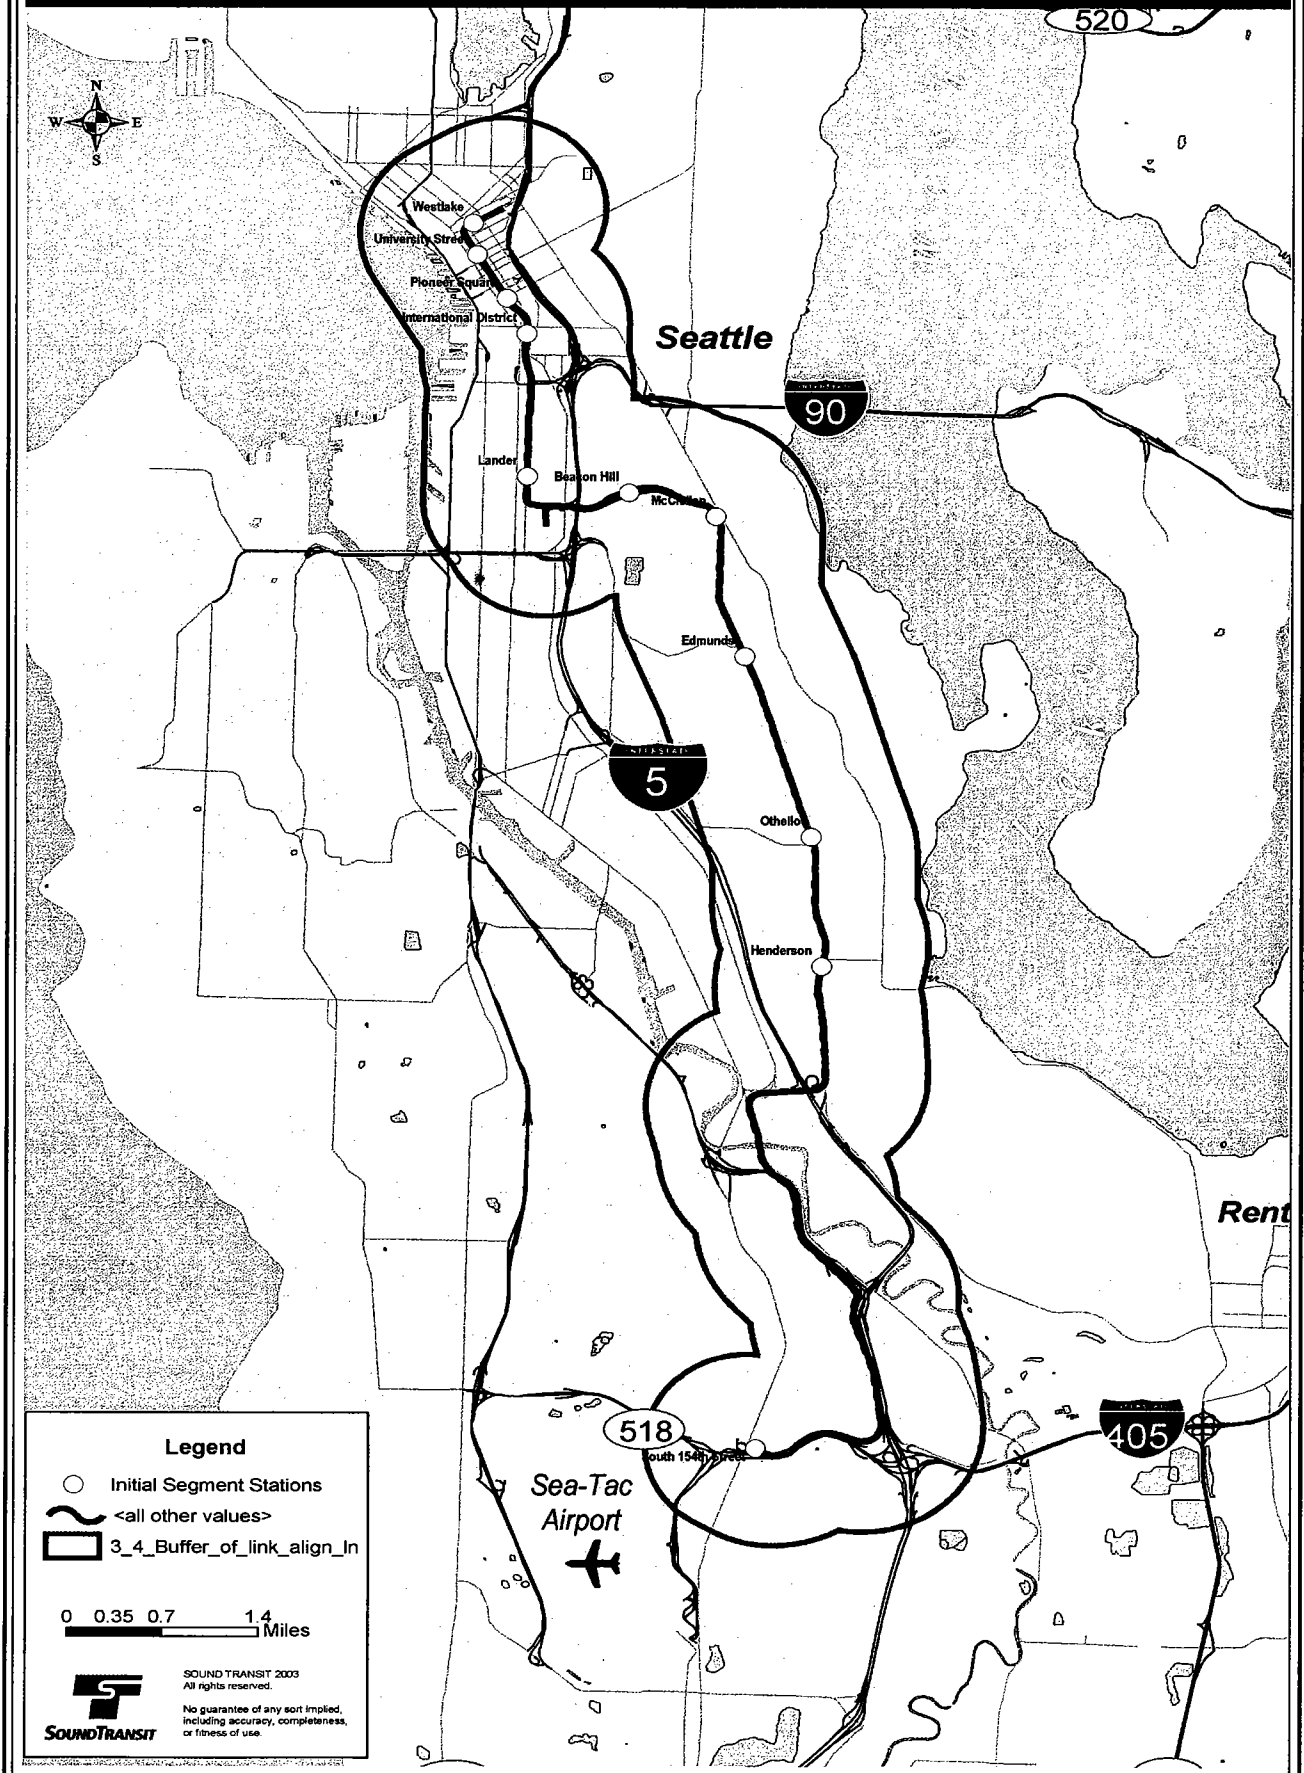 520
N
W E
S
Westlake
University Stree
Pioneer Squar
International District
Seattle
INTERSTATE
90
Lander
Beacon Hill
McClellan
Edmunds
INTERSTATE
5
Othello
Henderson
Rent
518
405
South 154th Street
Sea-Tac
Airport
Legend
Initial Segment Stations
<all other values>
3_4_Buffer_of_link_align_ln
0 0.35 0.7 1.4
Miles
SOUND TRANSIT 2003
All rights reserved.
No guarantee of any sort implied,
including accuracy, completeness,
or fitness of use.
SOUNDTRANSIT